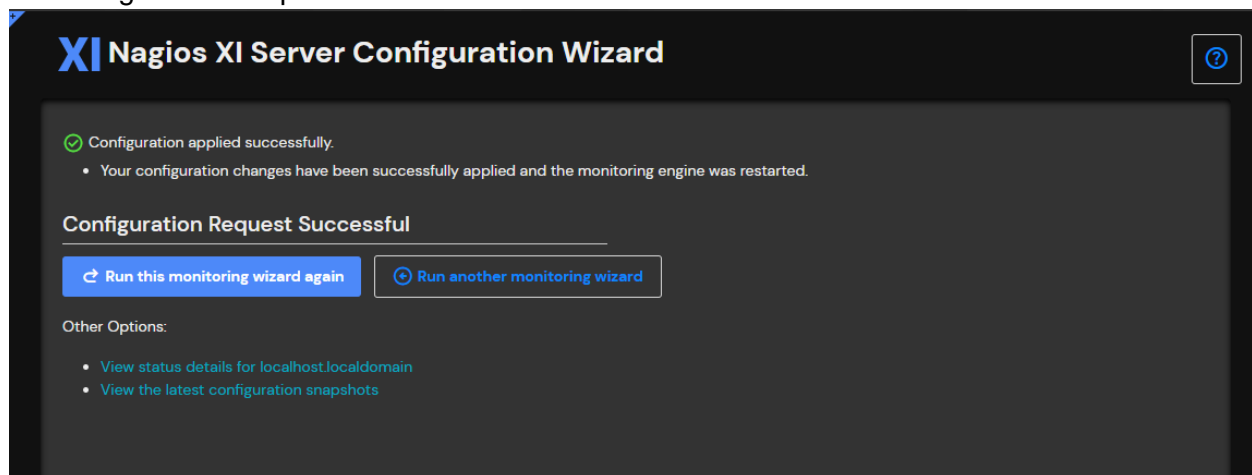 XI Nagios XI Server Configuration Wizard
Configuration applied successfully.
• Your configuration changes have been successfully applied and the monitoring engine was restarted.
Configuration Request Successful
Run this monitoring wizard again
Run another monitoring wizard
Other Options:
• View status details for localhost.localdomain
• View the latest configuration snapshots